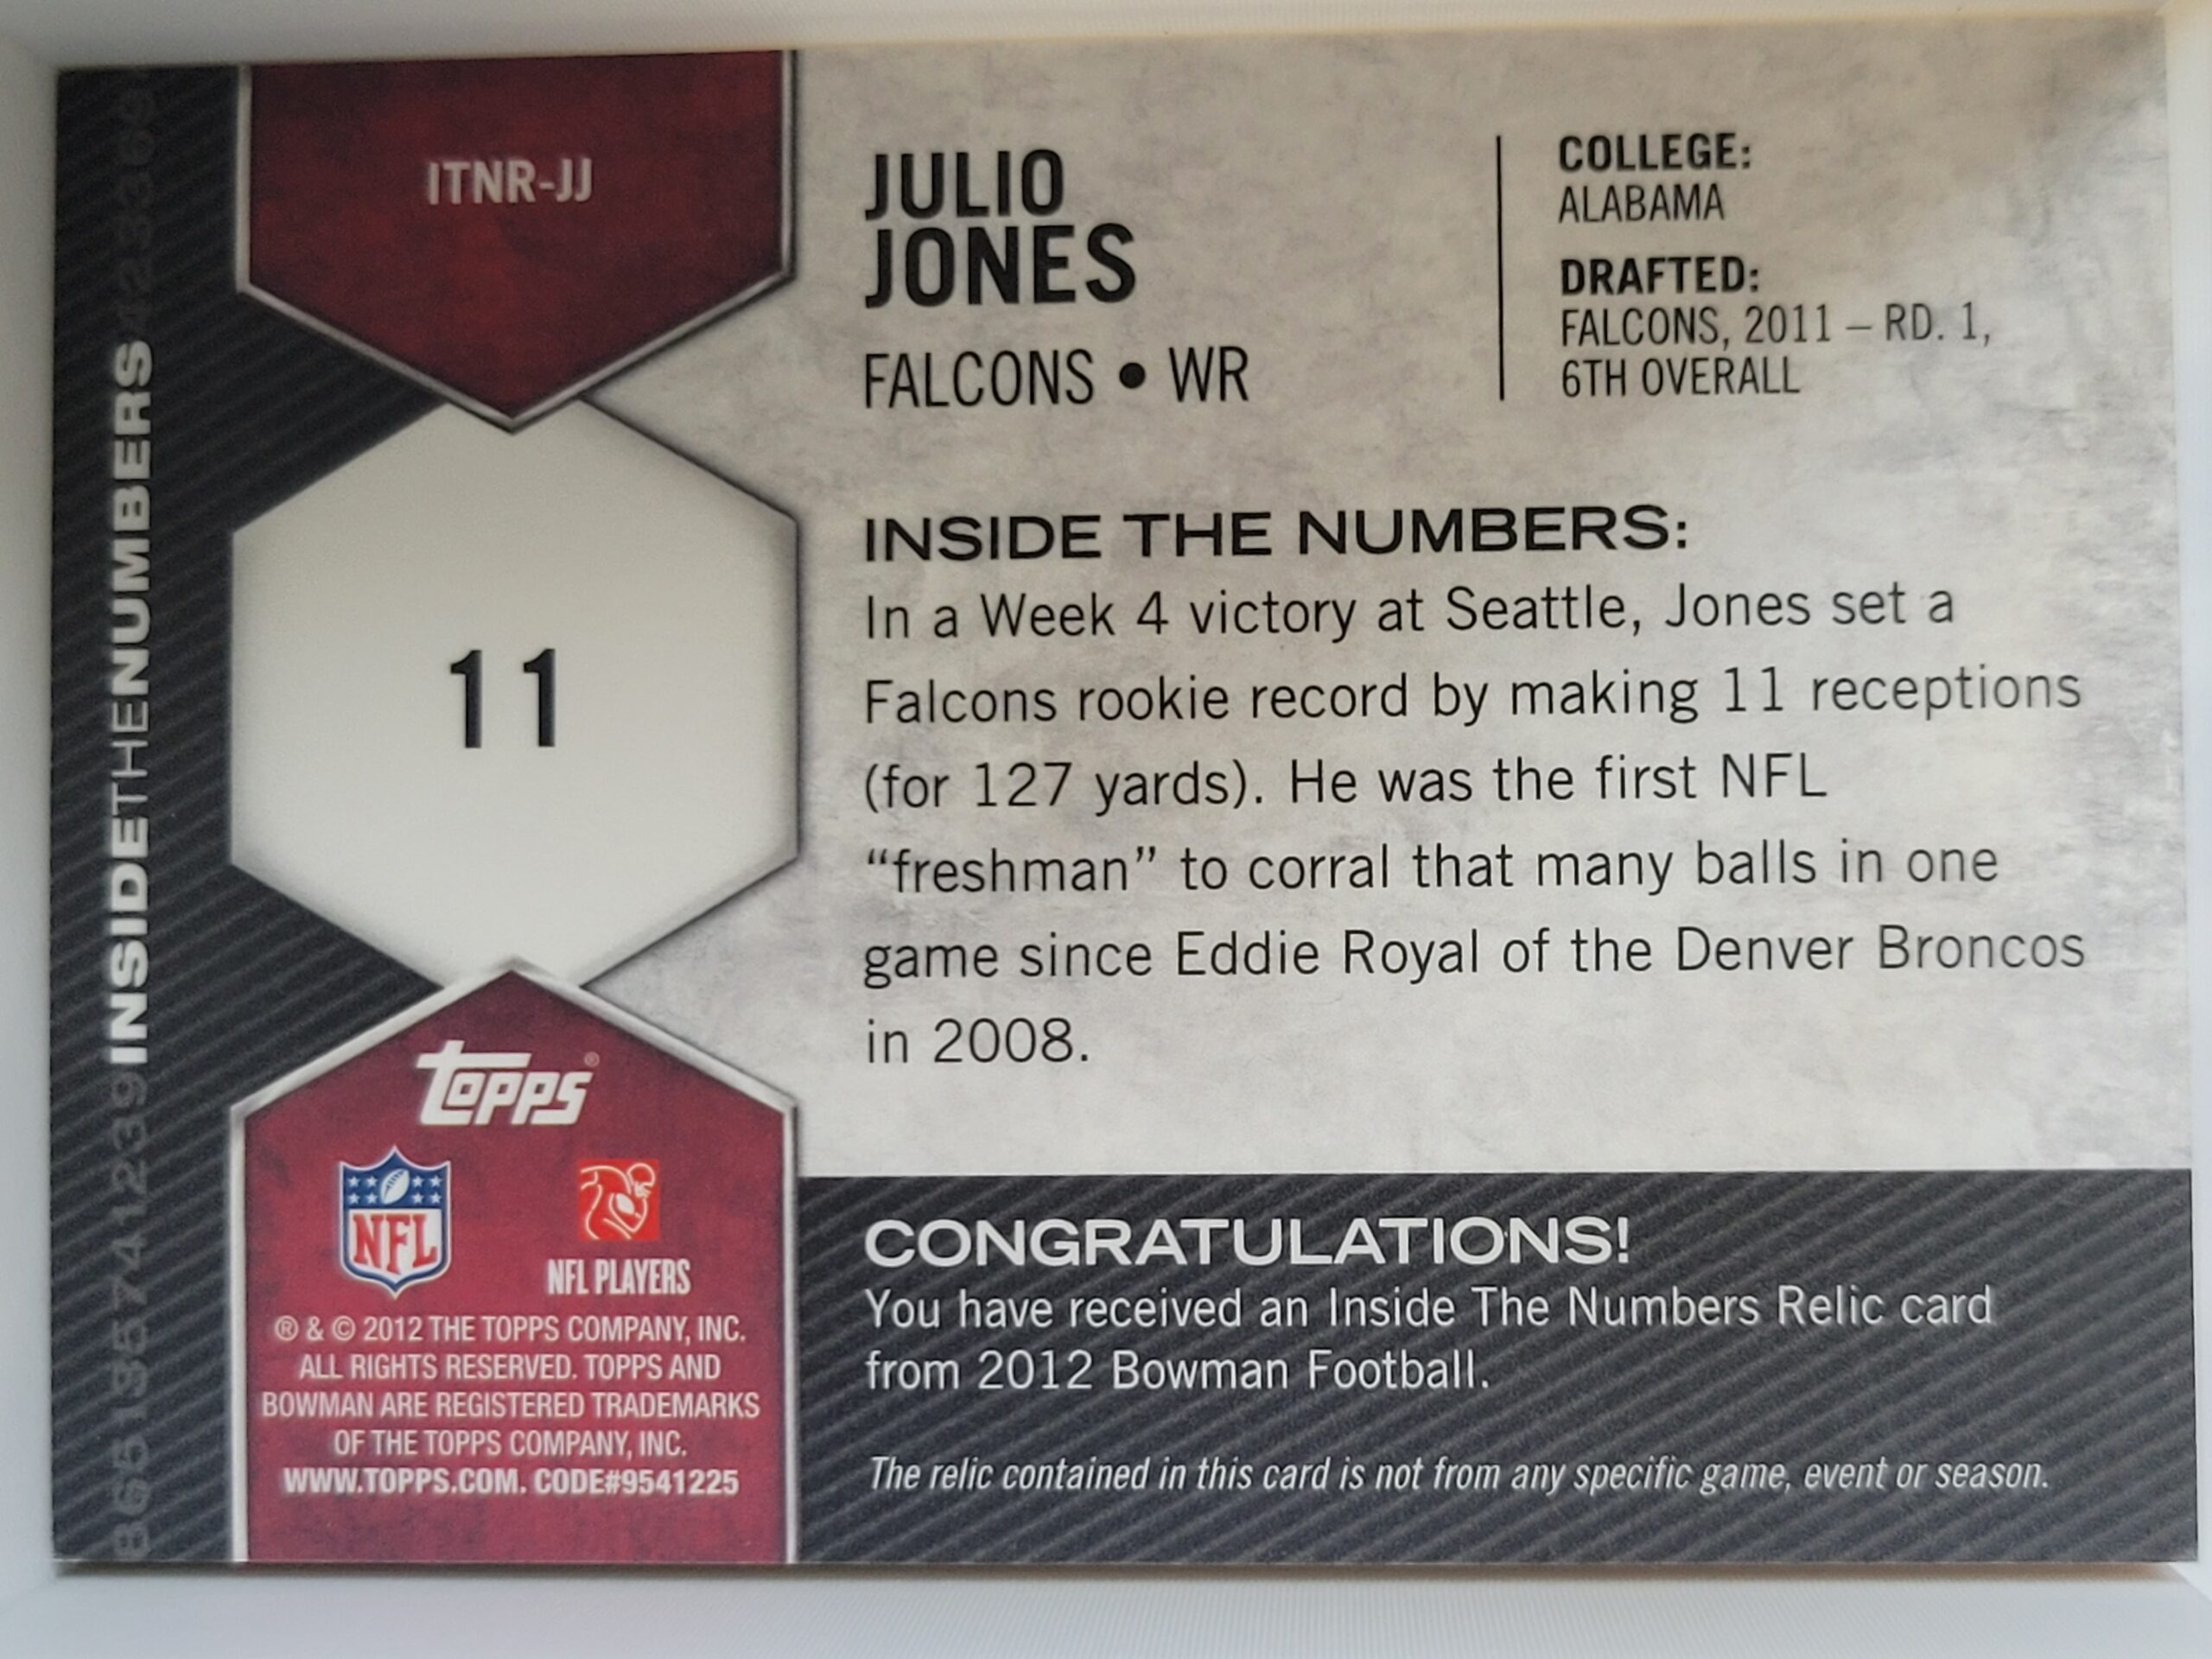 ITNR-JJ
JULIO
JONES
FALCONS • WR
COLLEGE:
ALABAMA
DRAFTED:
FALCONS, 2011 – RD. 1,
6TH OVERALL
INSIDETHENUMBERS
11
INSIDE THE NUMBERS:
In a Week 4 victory at Seattle, Jones set a
Falcons rookie record by making 11 receptions
(for 127 yards). He was the first NFL
“freshman” to corral that many balls in one
game since Eddie Royal of the Denver Broncos
in 2008.
TOPPS®
NFL
NFL PLAYERS
® & © 2012 THE TOPPS COMPANY, INC.
ALL RIGHTS RESERVED. TOPPS AND
BOWMAN ARE REGISTERED TRADEMARKS
OF THE TOPPS COMPANY, INC.
WWW.TOPPS.COM. CODE#9541225
CONGRATULATIONS!
You have received an Inside The Numbers Relic card
from 2012 Bowman Football.
The relic contained in this card is not from any specific game, event or season.